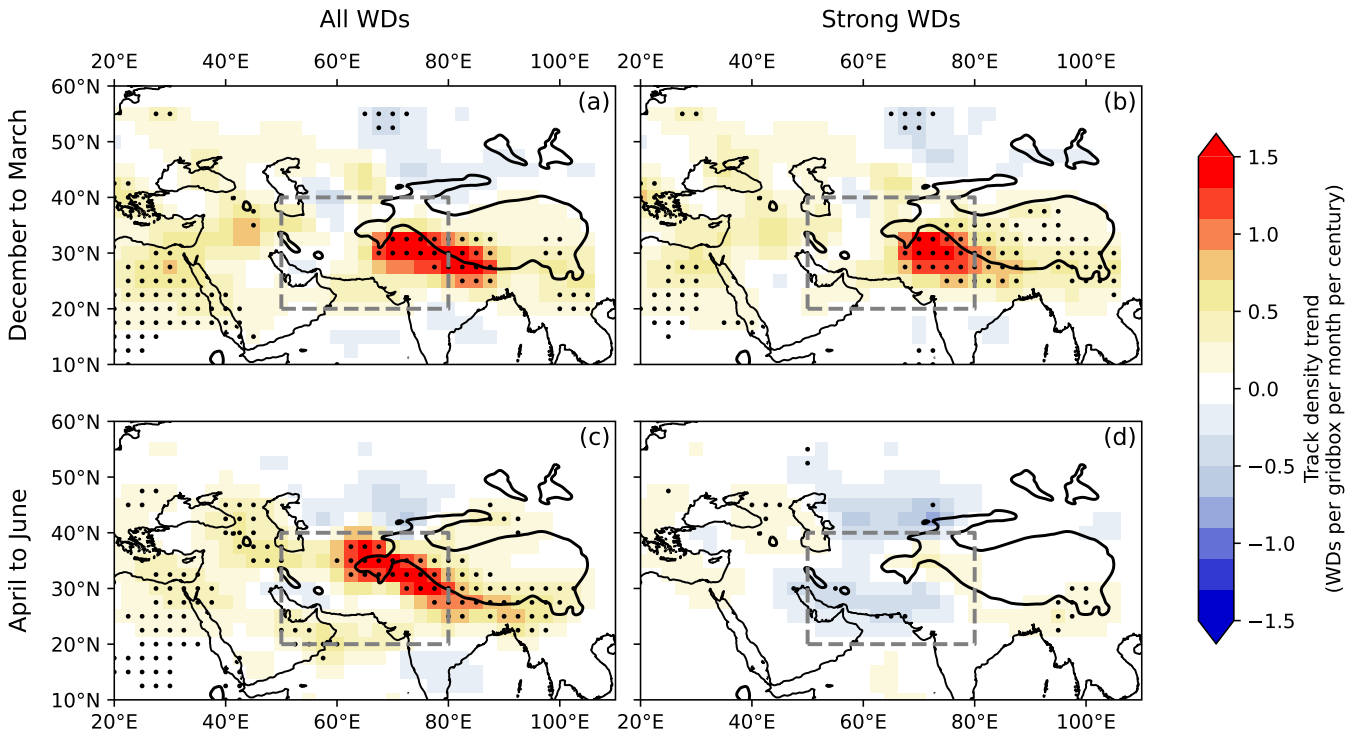 All WDs
Strong WDs
20°E 40°E 60°E 80°E 100°E
20°E 40°E 60°E 80°E 100°E
60°N
50°N
40°N
30°N
20°N
10°N
(a)
(b)
December to March
60°N
50°N
40°N
30°N
20°N
10°N
(c)
(d)
April to June
20°E 40°E 60°E 80°E 100°E
20°E 40°E 60°E 80°E 100°E
1.5
1.0
0.5
0.0
−0.5
−1.0
−1.5
Track density trend
(WDs per gridbox per month per century)